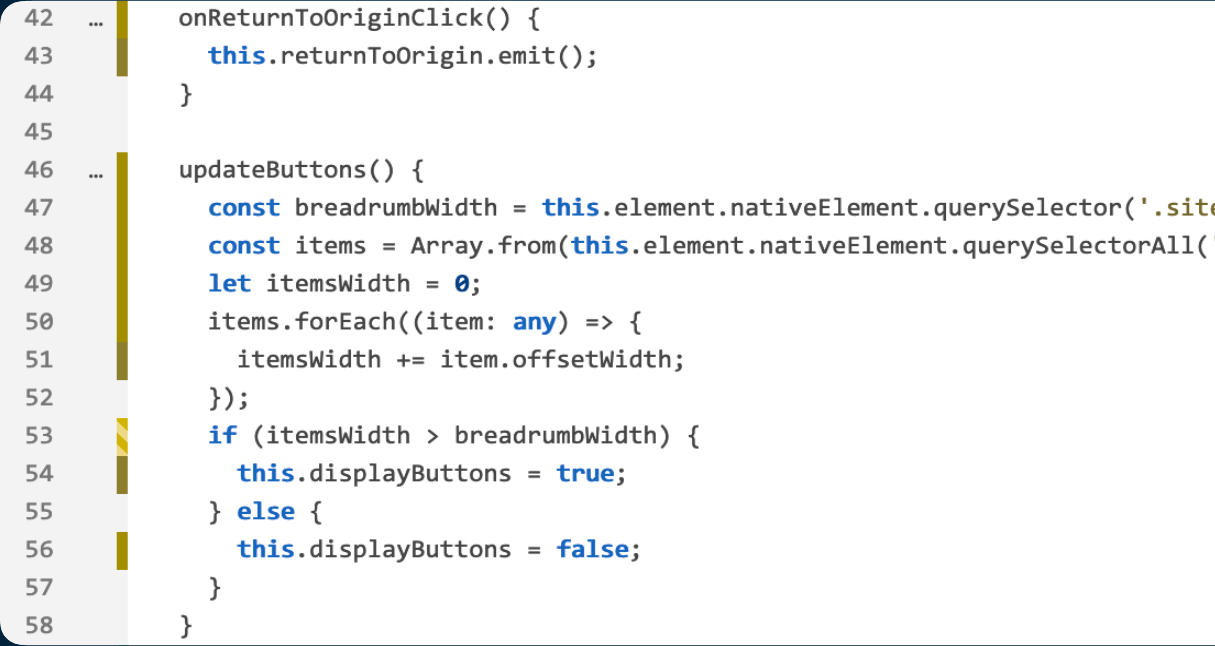 42 … onReturnToOriginClick() {
43 this.returnToOrigin.emit();
44 }
45
46 … updateButtons() {
47 const breadrumbWidth = this.element.nativeElement.querySelector('.site
48 const items = Array.from(this.element.nativeElement.querySelectorAll('
49 let itemsWidth = 0;
50 items.forEach((item: any) => {
51 itemsWidth += item.offsetWidth;
52 });
53 if (itemsWidth > breadrumbWidth) {
54 this.displayButtons = true;
55 } else {
56 this.displayButtons = false;
57 }
58 }